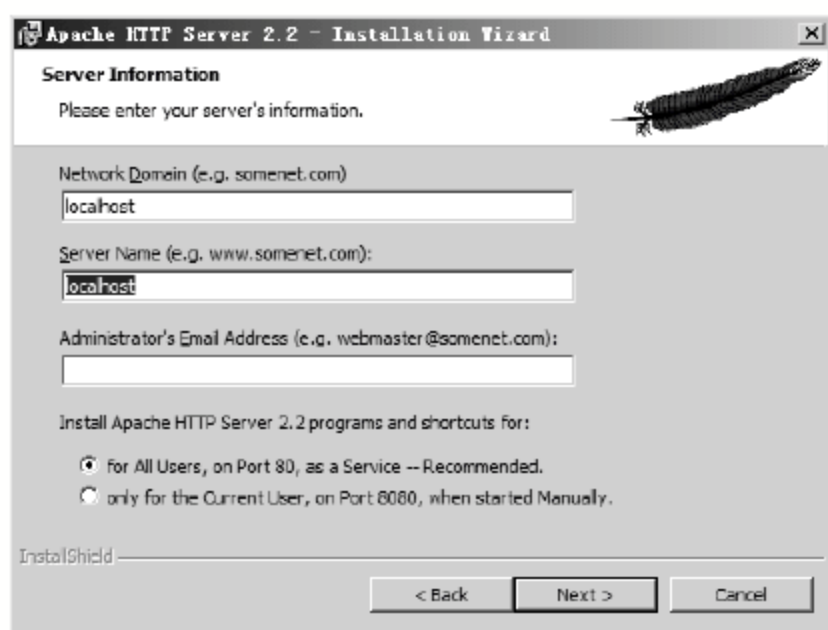 Apache HTTP Server 2.2 - Installation Wizard
Server Information
Please enter your server's information.
Network Domain (e.g. somenet.com)
localhost
Server Name (e.g. www.somenet.com):
localhost
Administrator's Email Address (e.g. webmaster@somenet.com):
Install Apache HTTP Server 2.2 programs and shortcuts for:
for All Users, on Port 80, as a Service -- Recommended.
only for the Current User, on Port 8080, when started Manually.
InstallShield
< Back Next > Cancel